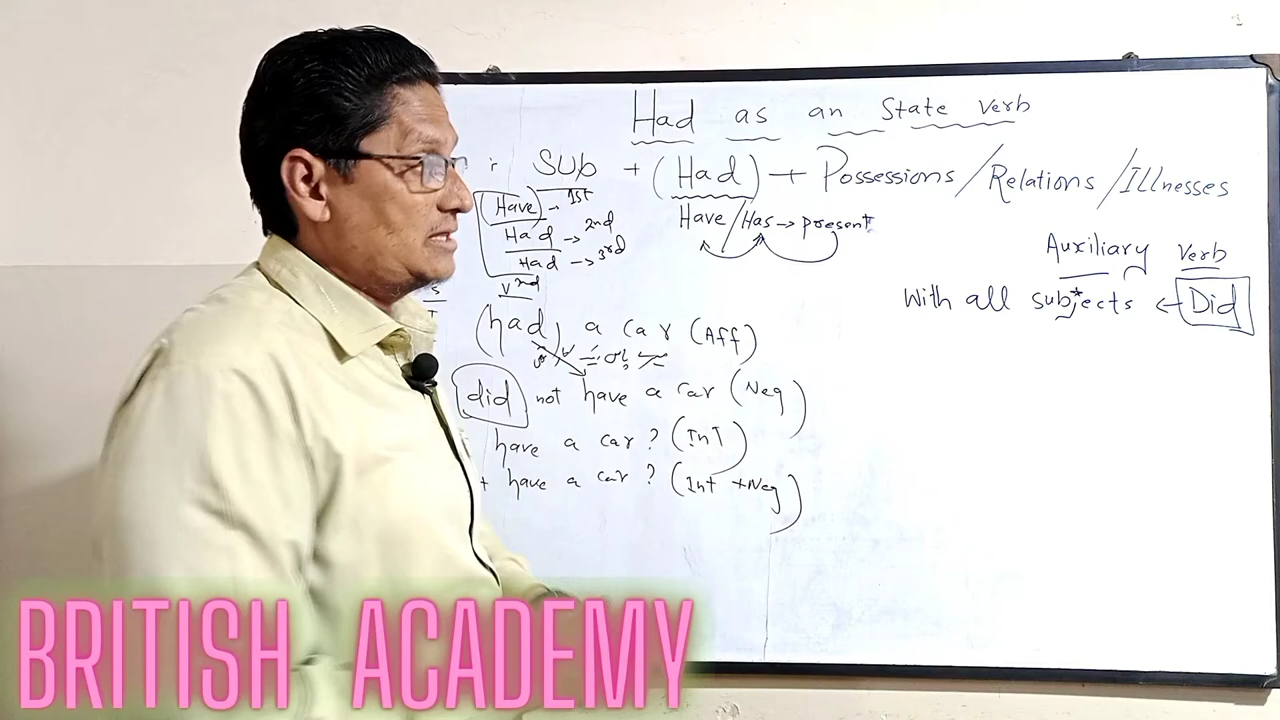 Had as an State verb
SUb + (Had) + Possessions/Relations/Illnesses
(Have) → 1st
Have/Has → present
Had → 2nd
Had → 3rd
Auxiliary verb
V 2nd
With all subjects ← Did
(had) a car (Aff)
did not have a car (Neg)
have a car? (InT)
have a car? (Int +Neg)
BRITISH ACADEMY